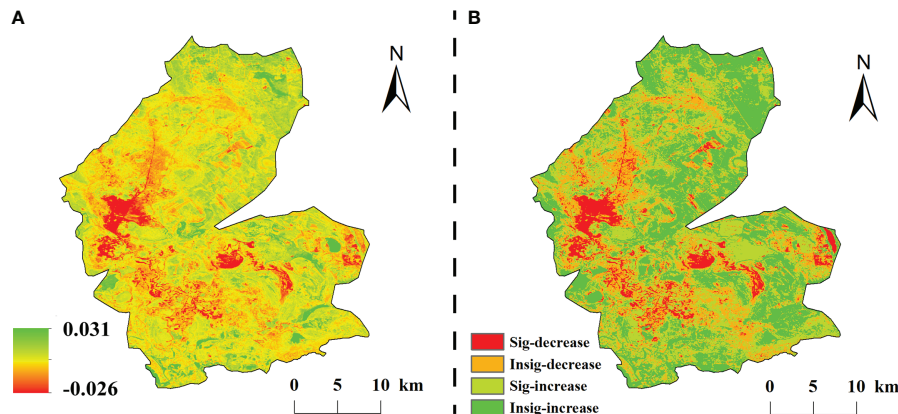 A
N
0.031
-0.026
0 5 10 km
B
N
Sig-decrease
Insig-decrease
Sig-increase
Insig-increase
0 5 10 km